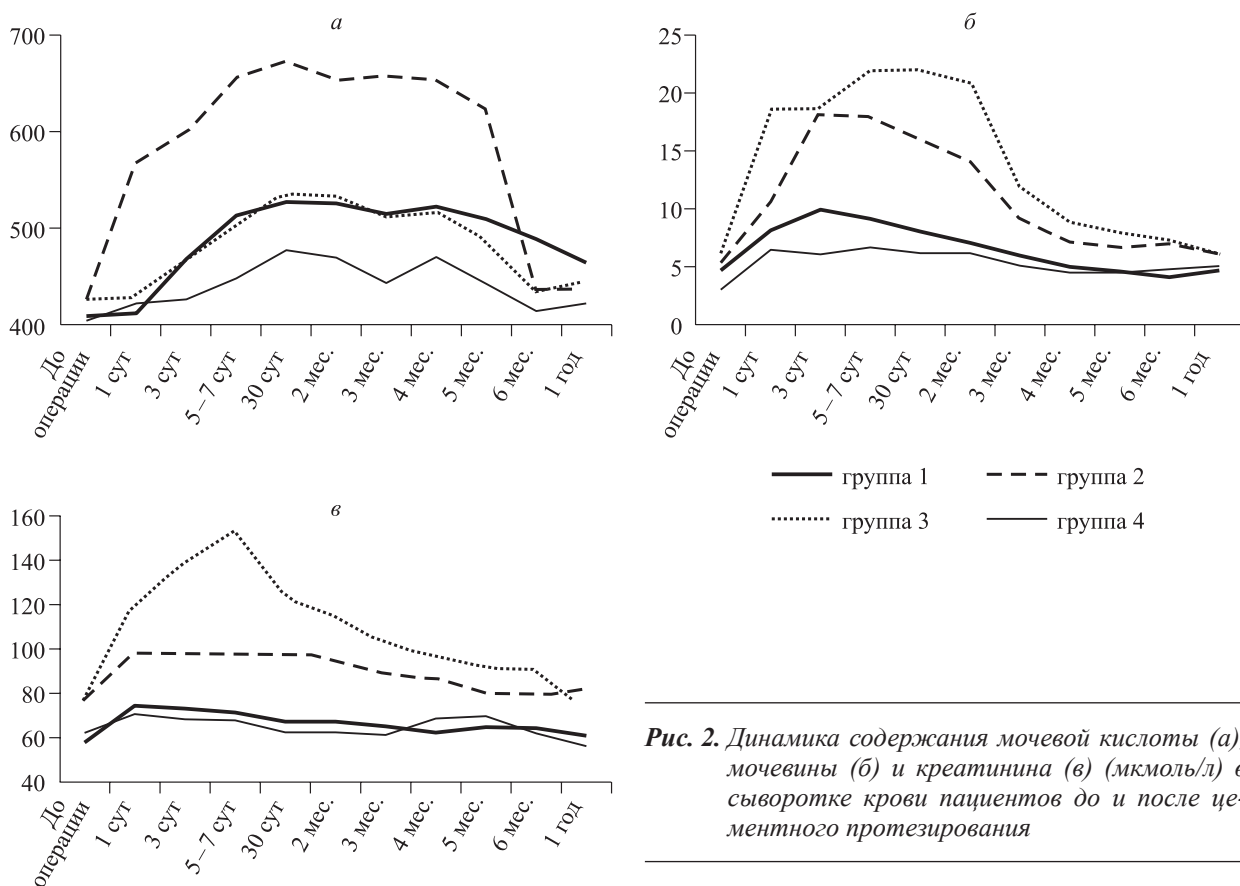 а
700
600
500
400
До операции
1 сут
3 сут
5–7 сут
30 сут
2 мес.
3 мес.
4 мес.
5 мес.
6 мес.
1 год
б
25
20
15
10
5
0
До операции
1 сут
3 сут
5–7 сут
30 сут
2 мес.
3 мес.
4 мес.
5 мес.
6 мес.
1 год
группа 1
группа 2
группа 3
группа 4
в
160
140
120
100
80
60
40
До операции
1 сут
3 сут
5–7 сут
30 сут
2 мес.
3 мес.
4 мес.
5 мес.
6 мес.
1 год
Рис. 2. Динамика содержания мочевой кислоты (а),
мочевины (б) и креатинина (в) (мкмоль/л) в
сыворотке крови пациентов до и после це-
ментного протезирования